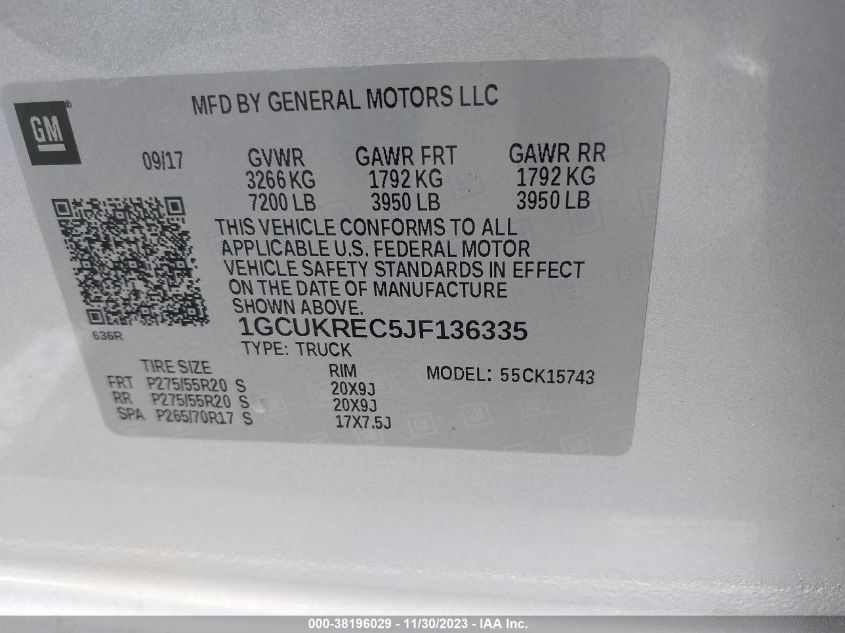 MFD BY GENERAL MOTORS LLC
GM®
09/17 GVWR GAWR FRT GAWR RR
3266 KG 1792 KG 1792 KG
7200 LB 3950 LB 3950 LB
THIS VEHICLE CONFORMS TO ALL
APPLICABLE U.S. FEDERAL MOTOR
VEHICLE SAFETY STANDARDS IN EFFECT
ON THE DATE OF MANUFACTURE
SHOWN ABOVE.
636R
1GCUKREC5JF136335
TYPE: TRUCK
TIRE SIZE RIM MODEL: 55CK15743
FRT P275/55R20 S 20X9J
RR P275/55R20 S 20X9J
SPA P265/70R17 S 17X7.5J
000-38196029 - 11/30/2023 - IAA Inc.